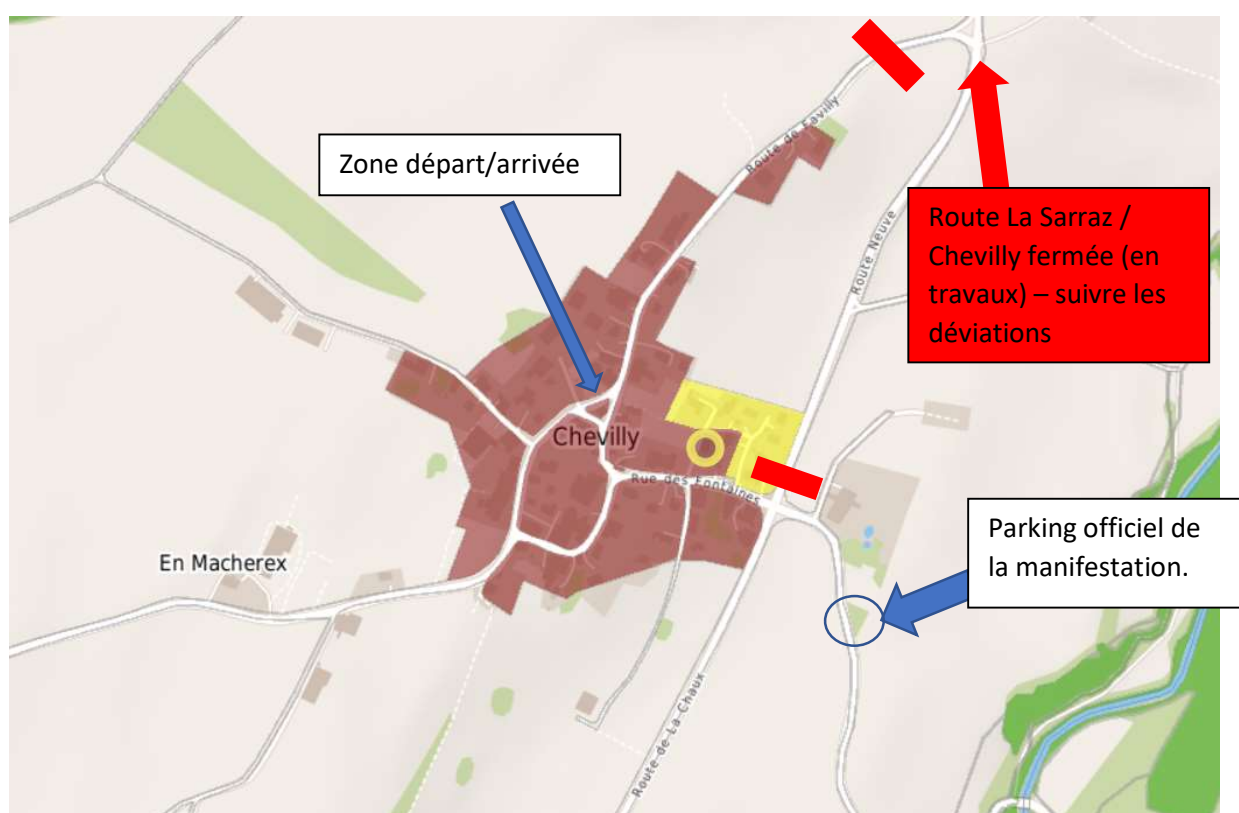 Route de Eavilly
Zone départ/arrivée
Route La Sarraz /
Chevilly fermée (en
travaux) – suivre les
déviations
Route Neuve
Chevilly
Rue des Fontaines
Parking officiel de
la manifestation.
En Macherex
Route de La Chaux